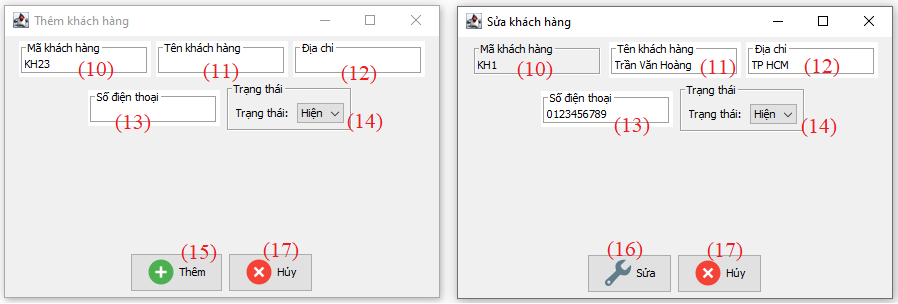 Thêm khách hàng
Mã khách hàng Tên khách hàng Địa chỉ
KH23
(10) (11) (12)
Số điện thoại Trạng thái
Trạng thái: Hiện
(13) (14)
(15) (17)
Thêm Hủy
Sửa khách hàng
Mã khách hàng Tên khách hàng Địa chỉ
KH1 Trần Văn Hoàng TP HCM
(10) (11) (12)
Số điện thoại Trạng thái
0123456789 Trạng thái: Hiện
(13) (14)
(16) (17)
Sửa Hủy